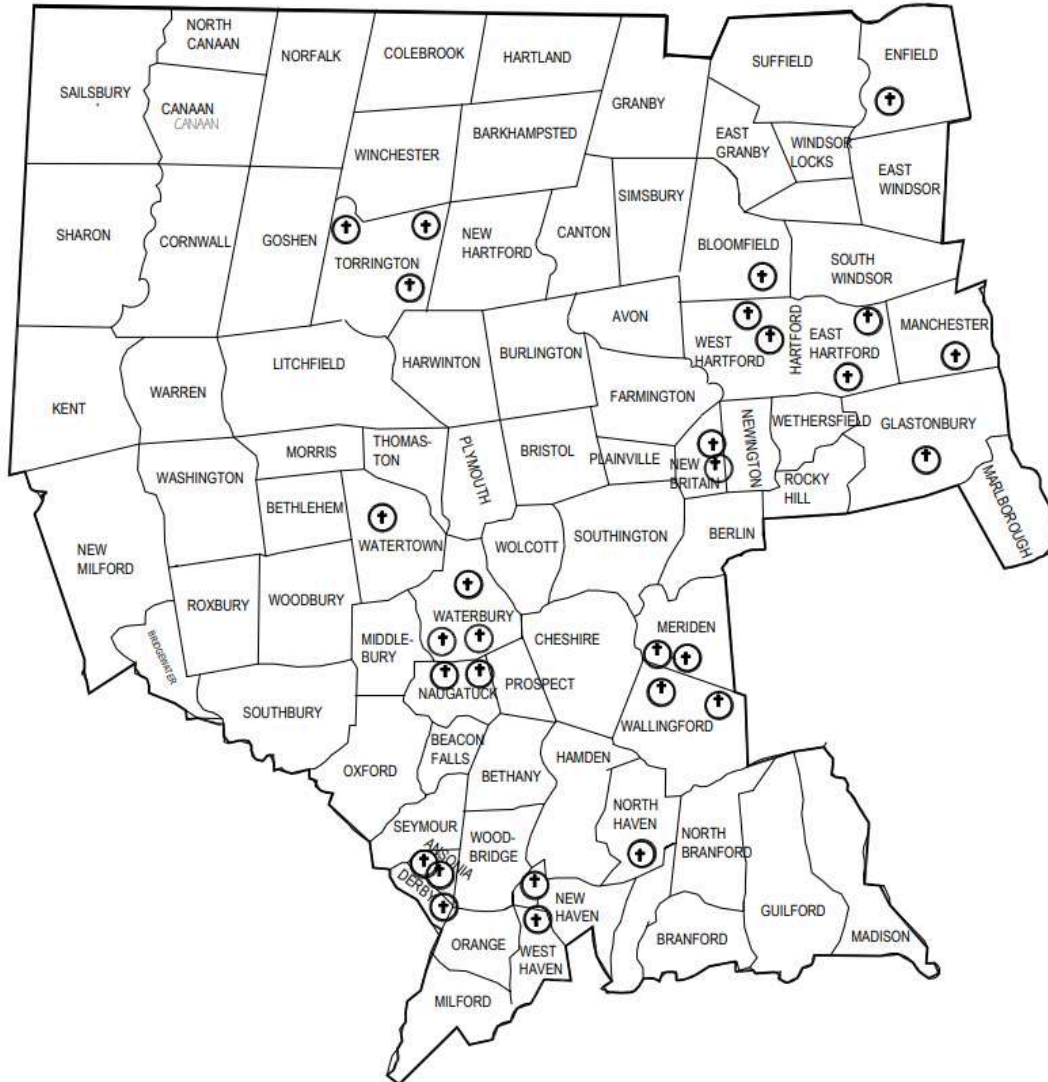 NORTH
CANAAN
NORFALK
COLEBROOK
HARTLAND
SUFFIELD
ENFIELD
SAILSBURY
CANAAN
CANAAN
GRANBY
WINCHESTER
BARKHAMPSTED
EAST
GRANBY
WINDSOR
LOCKS
EAST
WINDSOR
SHARON
CORNWALL
GOSHEN
TORRINGTON
NEW
HARTFORD
CANTON
SIMSBURY
BLOOMFIELD
SOUTH
WINDSOR
KENT
WARREN
LITCHFIELD
HARWINTON
BURLINGTON
AVON
FARMINGTON
WEST
HARTFORD
HARTFORD
EAST
HARTFORD
MANCHESTER
WASHINGTON
MORRIS
THOMAS-
TON
PLYMOUTH
BRISTOL
PLAINVILLE
NEW
BRITAIN
NEWINGTON
WETHERSFIELD
ROCKY
HILL
GLASTONBURY
MARLBOROUGH
NEW
MILFORD
BETHLEHEM
WATERTOWN
WOLCOTT
SOUTHINGTON
BERLIN
ROXBURY
WOODBURY
MIDDLE-
BURY
WATERBURY
CHESHIRE
MERIDEN
BRIDGEWATER
SOUTHBURY
NAUGATUCK
PROSPECT
WALLINGFORD
OXFORD
BEACON
FALLS
BETHANY
HAMDEN
NORTH
HAVEN
NORTH
BRANFORD
SEYMOUR
ANSONIA
DERBY
WOOD-
BRIDGE
NEW
HAVEN
GUILFORD
MADISON
ORANGE
WEST
HAVEN
BRANFORD
MILFORD